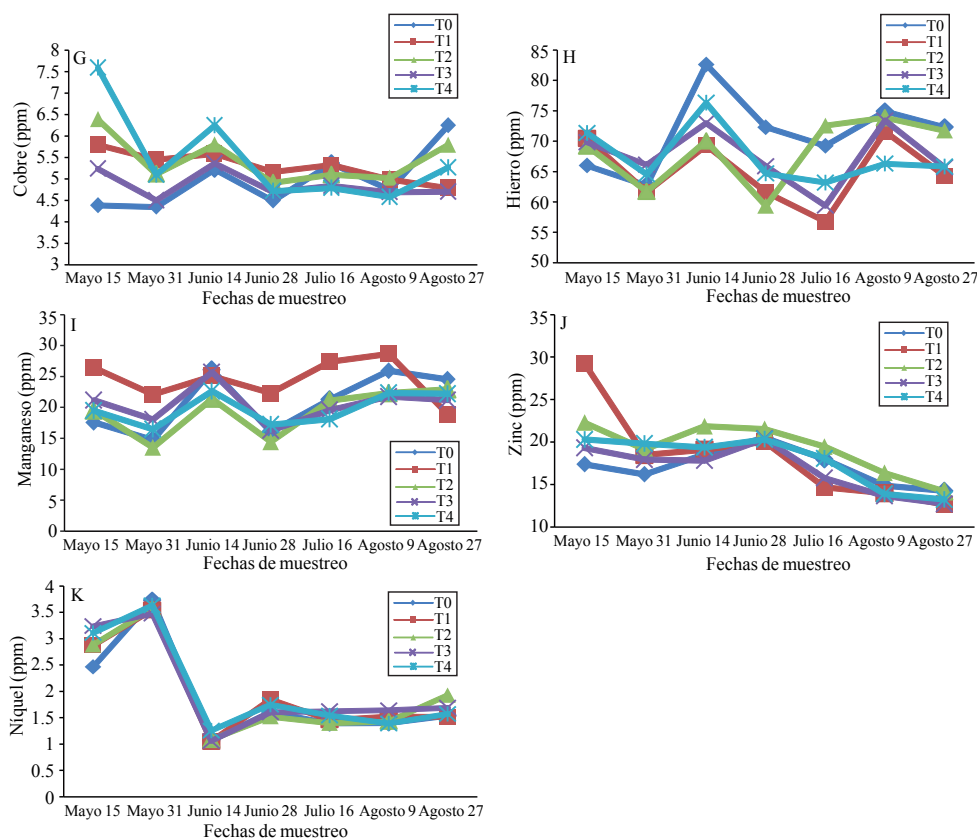 G
Cobre (ppm)
8
7.5
7
6.5
6
5.5
5
4.5
4
3.5
3
T0
T1
T2
T3
T4
Mayo 15 Mayo 31 Junio 14 Junio 28 Julio 16 Agosto 9 Agosto 27
Fechas de muestreo
H
Hierro (ppm)
85
80
75
70
65
60
55
50
T0
T1
T2
T3
T4
Mayo 15 Mayo 31 Junio 14 Junio 28 Julio 16 Agosto 9 Agosto 27
Fechas de muestreo
I
Manganeso (ppm)
35
30
25
20
15
10
5
0
T0
T1
T2
T3
T4
Mayo 15 Mayo 31 Junio 14 Junio 28 Julio 16 Agosto 9 Agosto 27
Fechas de muestreo
J
Zinc (ppm)
35
30
25
20
15
10
T0
T1
T2
T3
T4
Mayo 15 Mayo 31 Junio 14 Junio 28 Julio 16 Agosto 9 Agosto 27
Fechas de muestreo
K
Níquel (ppm)
4
3.5
3
2.5
2
1.5
1
0.5
0
T0
T1
T2
T3
T4
Mayo 15 Mayo 31 Junio 14 Junio 28 Julio 16 Agosto 9 Agosto 27
Fechas de muestreo